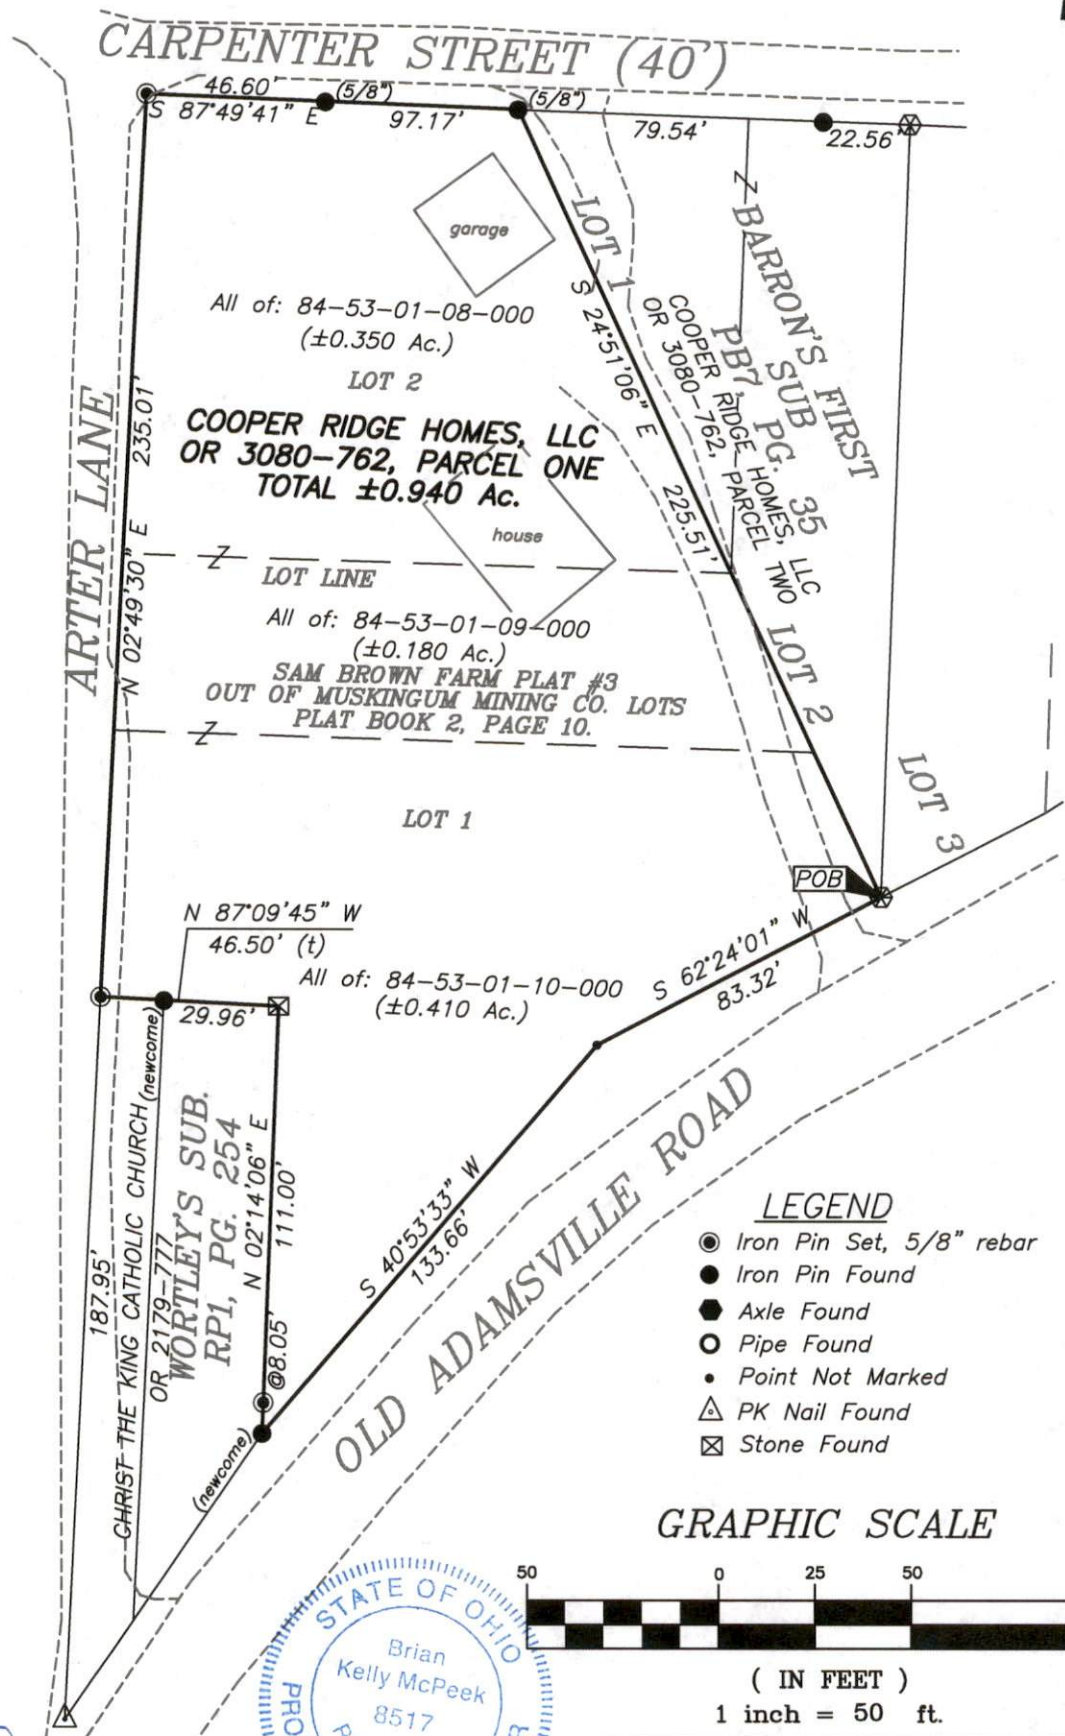 CARPENTER STREET (40')
46.60'
(5/8")
(5/8")
S 87°49'41" E
97.17'
79.54'
22.56'
garage
LOT 1
BARRON'S FIRST
SUB
PB7, PG. 35
COOPER RIDGE HOMES, LLC
OR 3080-762, PARCEL TWO
S 24°51'06" E
225.51'
All of: 84-53-01-08-000
(±0.350 Ac.)
LOT 2
COOPER RIDGE HOMES, LLC
OR 3080-762, PARCEL ONE
TOTAL ±0.940 Ac.
house
ARTER LANE
N 02°49'30" E 235.01'
LOT LINE
All of: 84-53-01-09-000
(±0.180 Ac.)
SAM BROWN FARM PLAT #3
OUT OF MUSKINGUM MINING CO. LOTS
PLAT BOOK 2, PAGE 10.
LOT 2
LOT 3
LOT 1
POB
N 87°09'45" W
46.50' (t)
All of: 84-53-01-10-000
(±0.410 Ac.)
S 62°24'01" W
83.32'
29.96'
(newcome)
187.95'
CHRIST THE KING CATHOLIC CHURCH
OR 2179-777
WORTLEY'S SUB.
RP1, PG. 254
N 02°14'06" E
111.00'
@8.05'
S 40°53'33" W
133.66'
(newcome)
OLD ADAMSVILLE ROAD
LEGEND
Iron Pin Set, 5/8" rebar
Iron Pin Found
Axle Found
Pipe Found
Point Not Marked
PK Nail Found
Stone Found
GRAPHIC SCALE
50 0 25 50
( IN FEET )
1 inch = 50 ft.
STATE OF OHIO
Brian
Kelly McPeek
8517